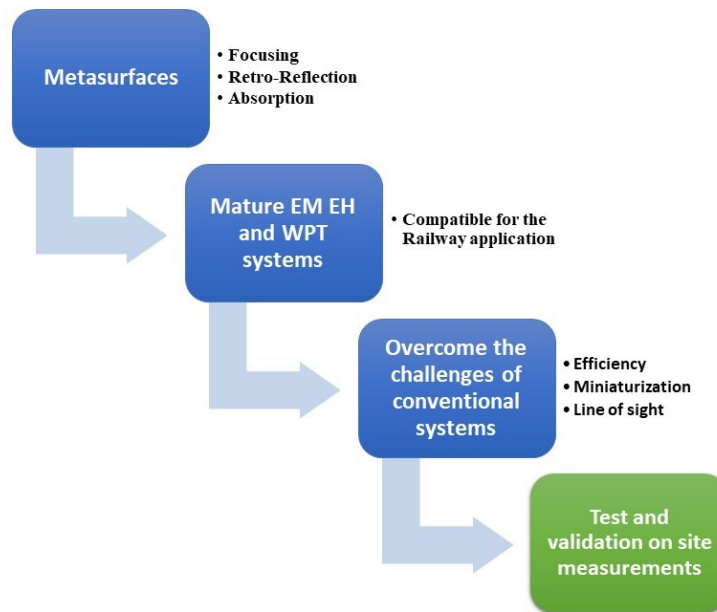 Metasurfaces
• Focusing
• Retro-Reflection
• Absorption
Mature EM EH
and WPT
systems
• Compatible for the
Railway application
Overcome the
challenges of
conventional
systems
• Efficiency
• Miniaturization
• Line of sight
Test and
validation on site
measurements